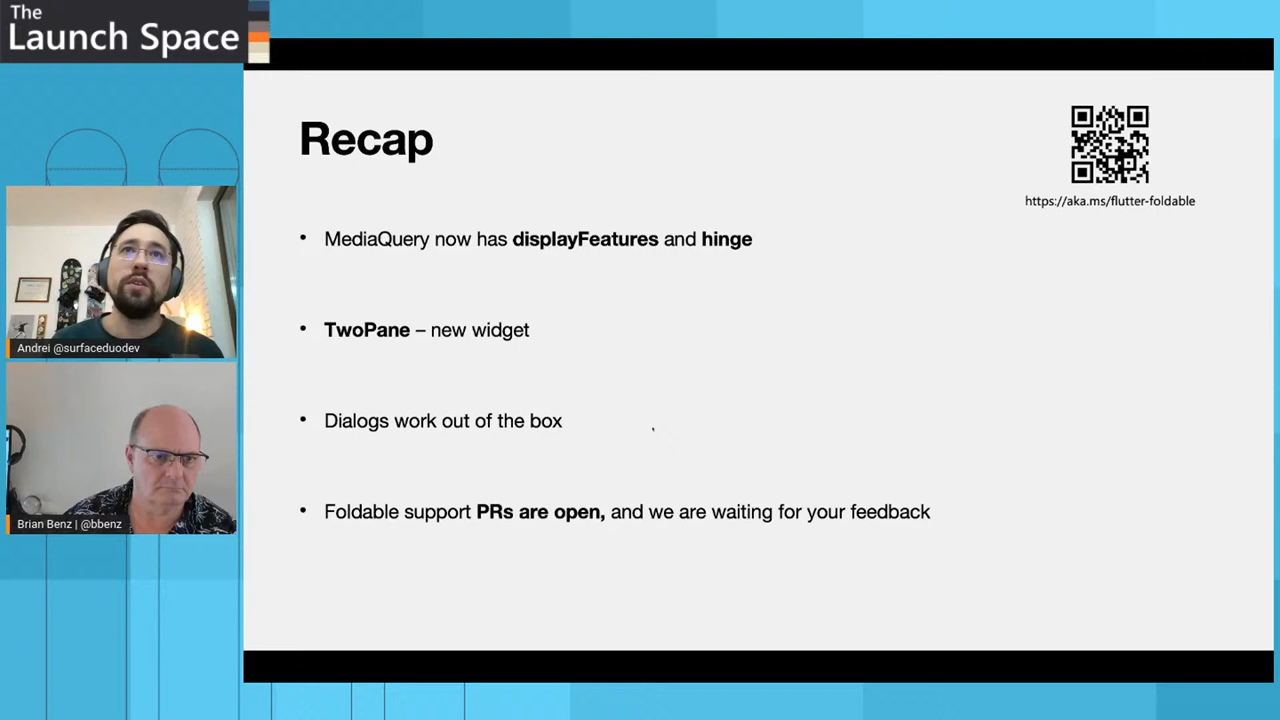 The
Launch Space
Recap
https://aka.ms/flutter-foldable
• MediaQuery now has displayFeatures and hinge
• TwoPane – new widget
• Dialogs work out of the box
• Foldable support PRs are open, and we are waiting for your feedback
Andrei @surfaceduodev
Brian Benz | @bbenz